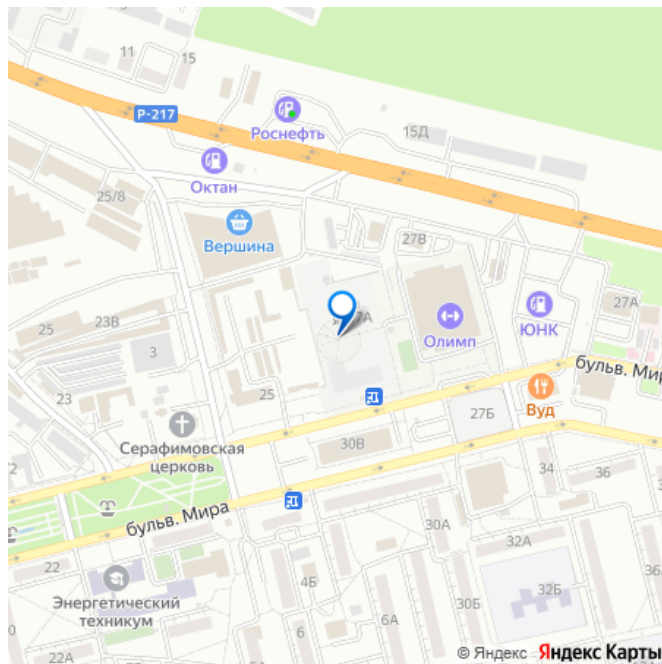 11
15
Р-217
Роснефть
15Д
Октан
25/8
Вершина
27В
27А
Олимп
ЮНК
27А
25
23В
3
23
25
бульв. Мира
Вуд
27Б
Серафимовская
церковь
30В
бульв. Мира
34
36
30А
32А
22
Энергетический
техникум
4Б
6А
6
30Б
32Б
22А
© Яндекс Яндекс Карты